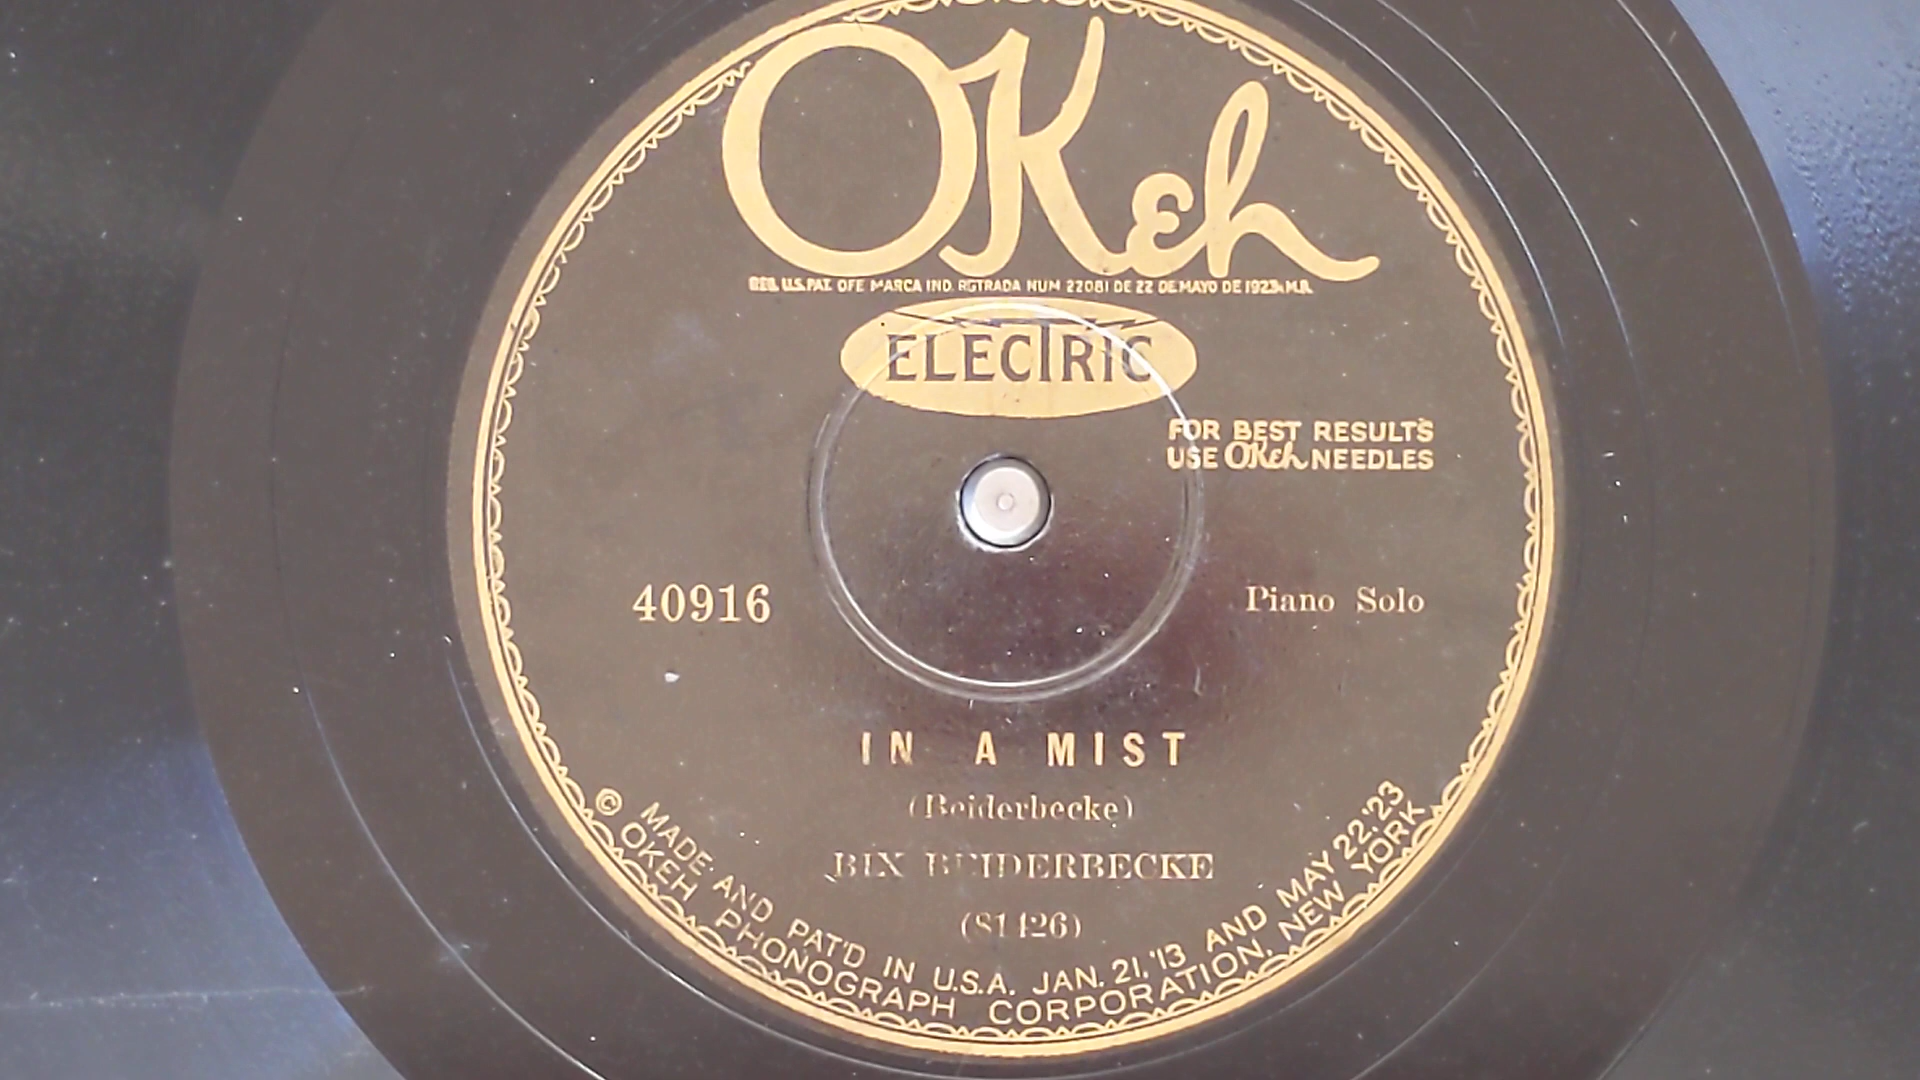 OKeh
REG. U.S. PAT. OFF. MARCA IND. RGTRADA NUM 22081 DE 22 DE MAYO DE 1923. M.R.
ELECTRIC
FOR BEST RESULTS
USE OKeh NEEDLES
40916
Piano Solo
IN A MIST
(Beiderbecke)
BIX BEIDERBECKE
(81426)
MADE AND PAT'D IN U.S.A. JAN. 21, '13 AND MAY 22, '23
© OKEH PHONOGRAPH CORPORATION, NEW YORK